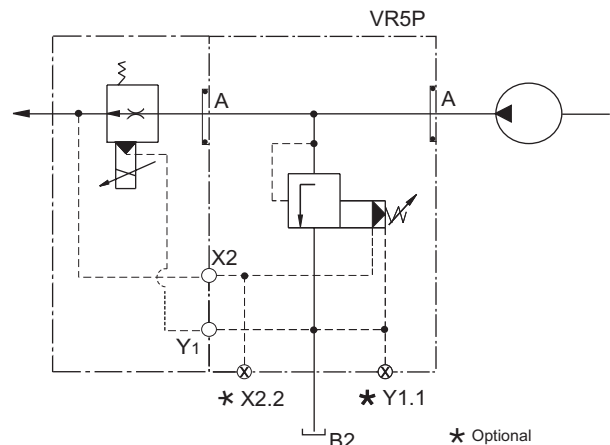 VR5P
A
A
X2
Y1
* X2.2
* Y1.1
B2
* Optional